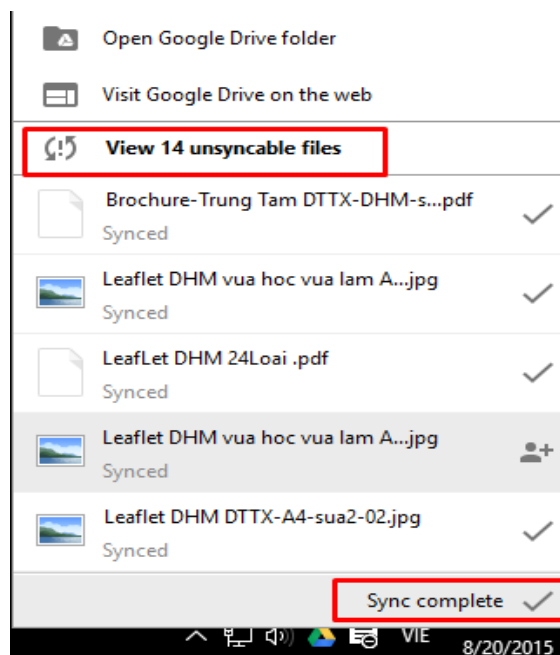 Open Google Drive folder
Visit Google Drive on the web
View 14 unsyncable files
Brochure-Trung Tam DTTX-DHM-s...pdf
Synced
Leaflet DHM vua hoc vua lam A...jpg
Synced
LeafLet DHM 24Loai .pdf
Synced
Leaflet DHM vua hoc vua lam A...jpg
Synced
Leaflet DHM DTTX-A4-sua2-02.jpg
Synced
Sync complete
VIE
8/20/2015